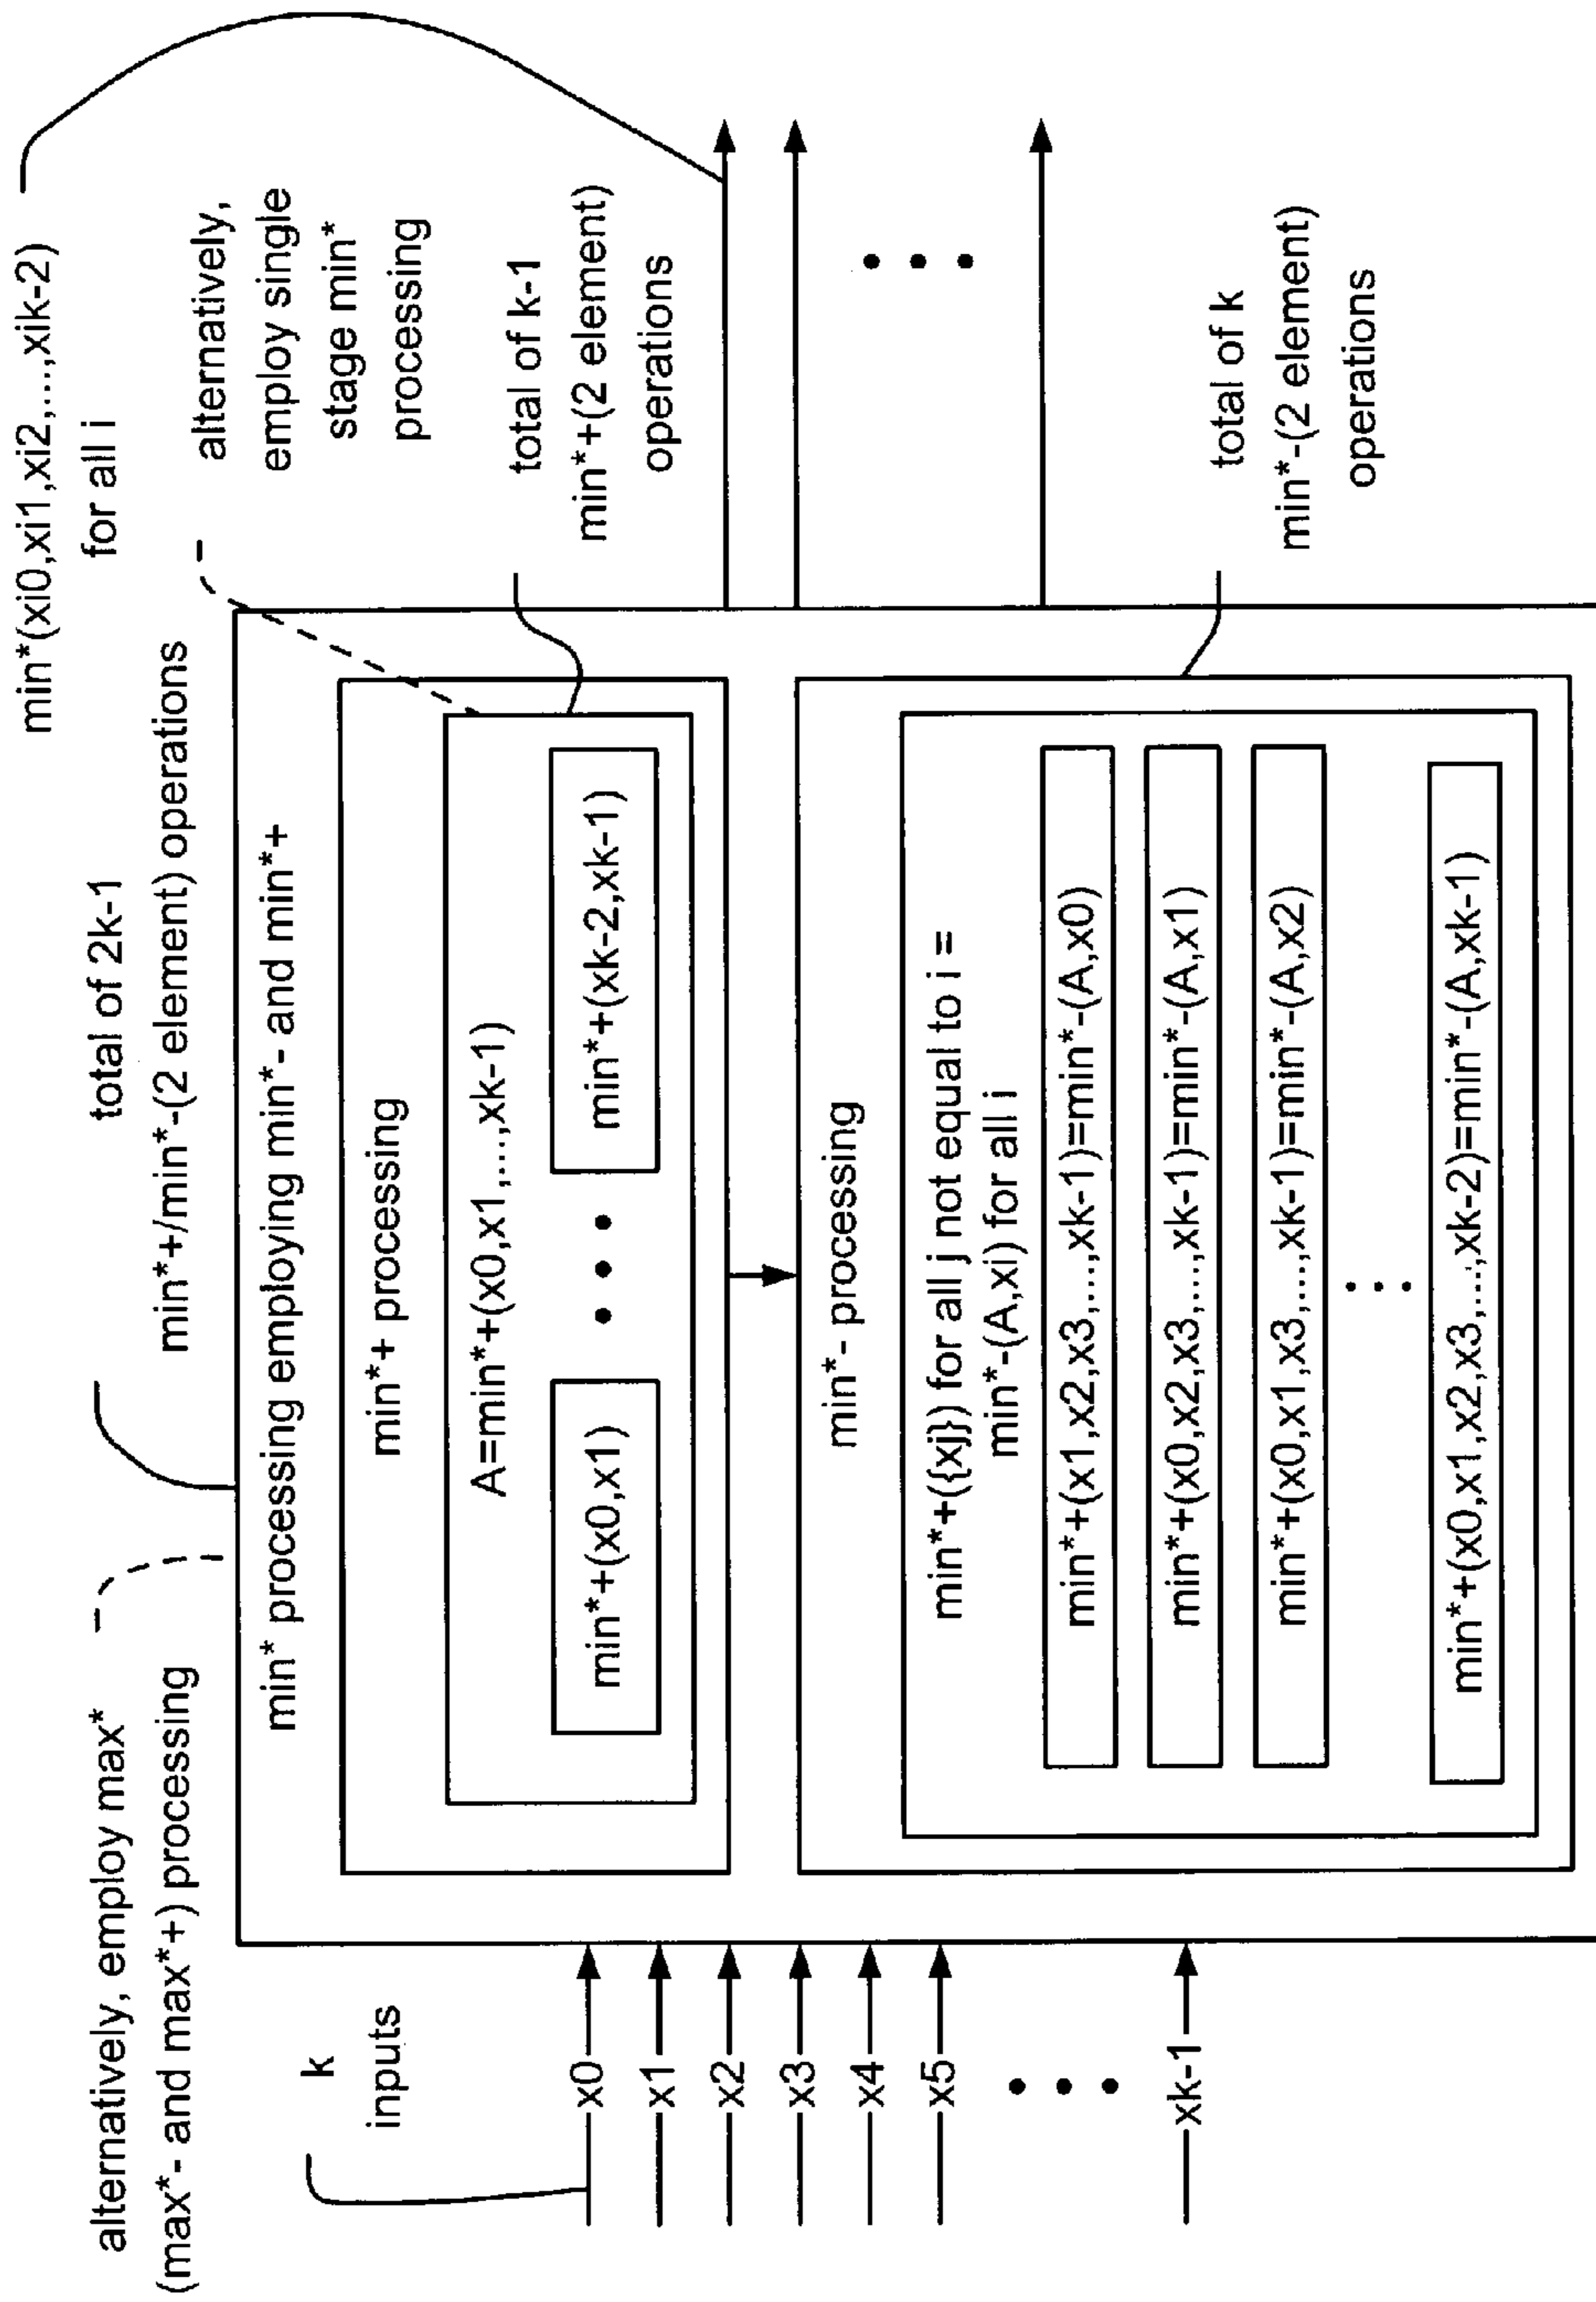 alternatively, employ max*
(max*- and max*+) processing
total of 2k-1
min*+/min*-(2 element) operations
min*(xi0,xi1,xi2,...,xik-2)
for all i
k
inputs
x0
x1
x2
x3
x4
x5
xk-1
min* processing employing min*- and min*+
min*+ processing
A=min*+(x0,x1,...,xk-1)
min*+(x0,x1)
min*+(xk-2,xk-1)
min*- processing
min*+({xj}) for all j not equal to i =
min*-(A,xi) for all i
min*+(x1,x2,x3,...,xk-1)=min*-(A,x0)
min*+(x0,x2,x3,...,xk-1)=min*-(A,x1)
min*+(x0,x1,x3,...,xk-1)=min*-(A,x2)
min*+(x0,x1,x2,x3,...,xk-2)=min*-(A,xk-1)
alternatively,
employ single
stage min*
processing
total of k-1
min*+(2 element)
operations
total of k
min*-(2 element)
operations